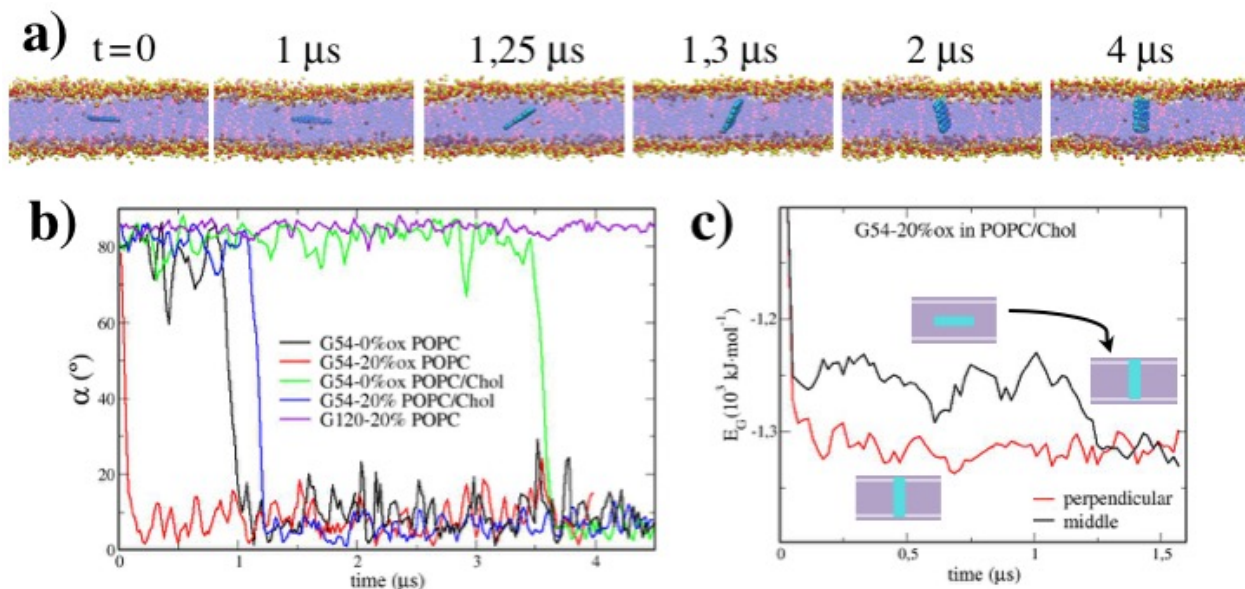 a)
t=0 1 μs 1,25 μs 1,3 μs 2 μs 4 μs
b)
80
60
40
20
0
α (°)
G54-0%ox POPC
G54-20%ox POPC
G54-0%ox POPC/Chol
G54-20% POPC/Chol
G120-20% POPC
0 1 2 3 4
time (μs)
c)
G54-20%ox in POPC/Chol
-1,2
-1,3
E_G(10³ kJ·mol⁻¹)
perpendicular
middle
0 0,5 1 1,5
time (μs)